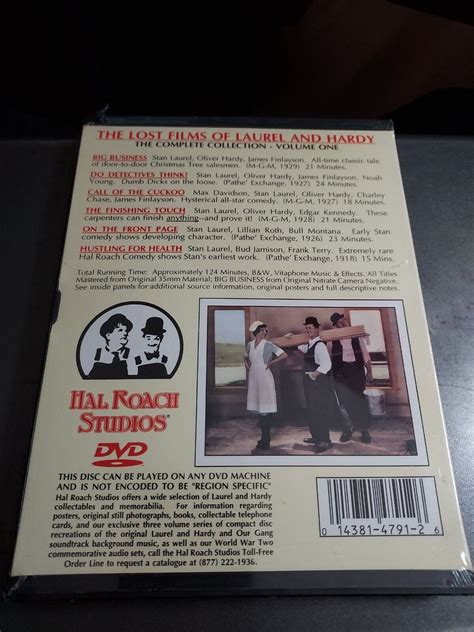 THE LOST FILMS OF LAUREL AND HARDY
THE COMPLETE COLLECTION - VOLUME ONE
BIG BUSINESS Stan Laurel, Oliver Hardy, James Finlayson. All-time classic tale
of door-to-door Christmas Tree salesmen. (M-G-M, 1929) 21 Minutes.
DO DETECTIVES THINK? Stan Laurel, Oliver Hardy, James Finlayson, Noah
Young. Dumb Dicks on the loose. (Pathe' Exchange, 1927) 24 Minutes.
CALL OF THE CUCKOO Max Davidson, Stan Laurel, Oliver Hardy, Charley
Chase, James Finlayson. Hysterical all-star comedy. (M-G-M, 1927) 18 Minutes.
THE FINISHING TOUCH Stan Laurel, Oliver Hardy, Edgar Kennedy. These
carpenters can finish anything--and prove it! (M-G-M, 1928) 21 Minutes.
ON THE FRONT PAGE Stan Laurel, Lillian Roth, Bull Montana. Early Stan
comedy shows developing character. (Pathe' Exchange, 1926) 23 Minutes.
HUSTLING FOR HEALTH Stan Laurel, Bud Jamison, Frank Terry. Extremely rare
Hal Roach Comedy shows Stan's earliest work. (Pathe' Exchange, 1918) 15 Mins.
Total Running Time: Approximately 124 Minutes, B&W, Vitaphone Music & Effects. All Titles
Mastered from Original 35mm Material; BIG BUSINESS from Original Nitrate Camera Negative.
See inside panels for additional source information, original posters and full descriptive notes.
HAL ROACH
STUDIOS
DVD
THIS DISC CAN BE PLAYED ON ANY DVD MACHINE
AND IS NOT ENCODED TO BE "REGION SPECIFIC"
Hal Roach Studios offers a wide selection of Laurel and Hardy
collectables and memorabilia. For information regarding
posters, original still photographs, books, collectable telephone
cards, and our exclusive three volume series of compact disc
recreations of the original Laurel and Hardy and Our Gang
soundtrack background music, as well as our World War Two
commemorative audio sets, call the Hal Roach Studios Toll-Free
Order Line to request a catalogue at (877) 222-1936.
0 14381-4791-2 6